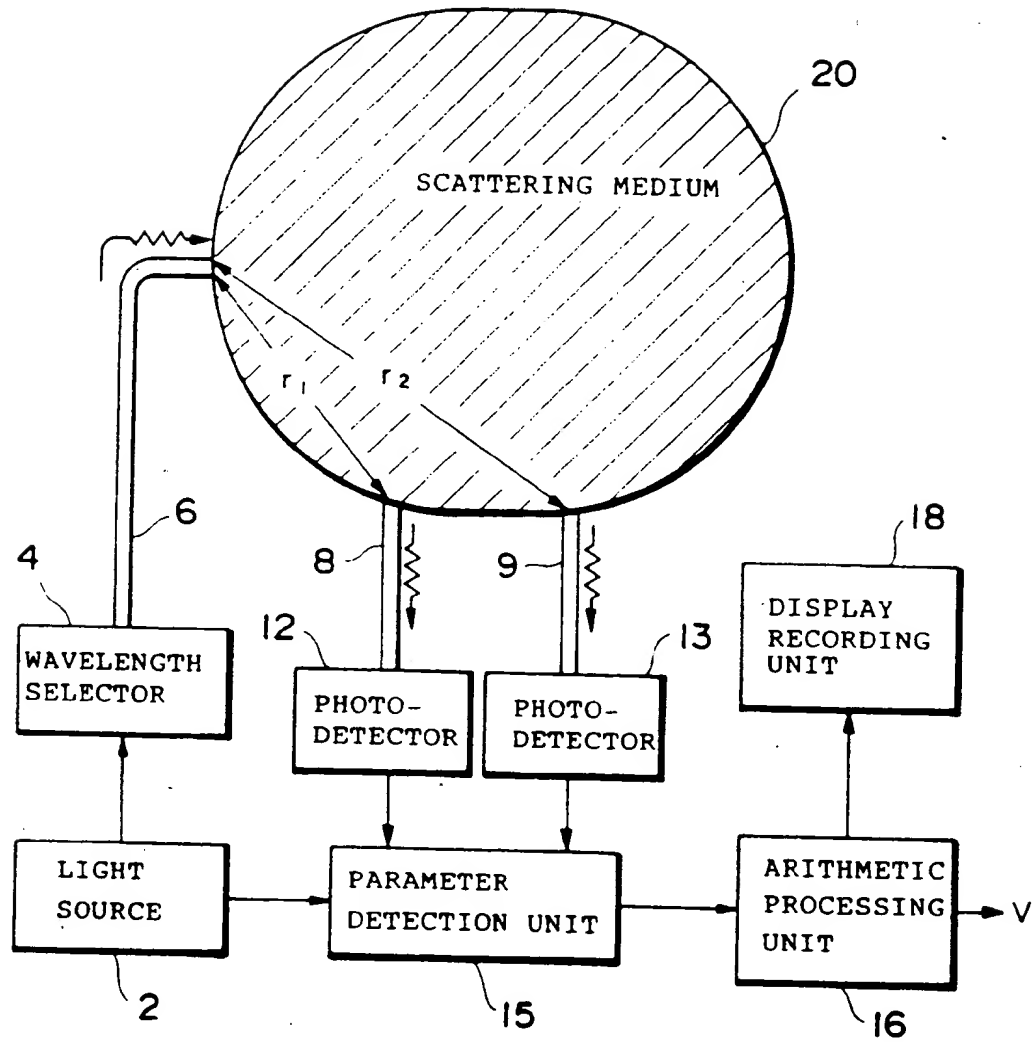 20
SCATTERING MEDIUM
r1
r2
6
8
9
18
4
12
13
WAVELENGTH
SELECTOR
PHOTO-
DETECTOR
PHOTO-
DETECTOR
DISPLAY
RECORDING
UNIT
LIGHT
SOURCE
PARAMETER
DETECTION UNIT
ARITHMETIC
PROCESSING
UNIT
V
2
15
16